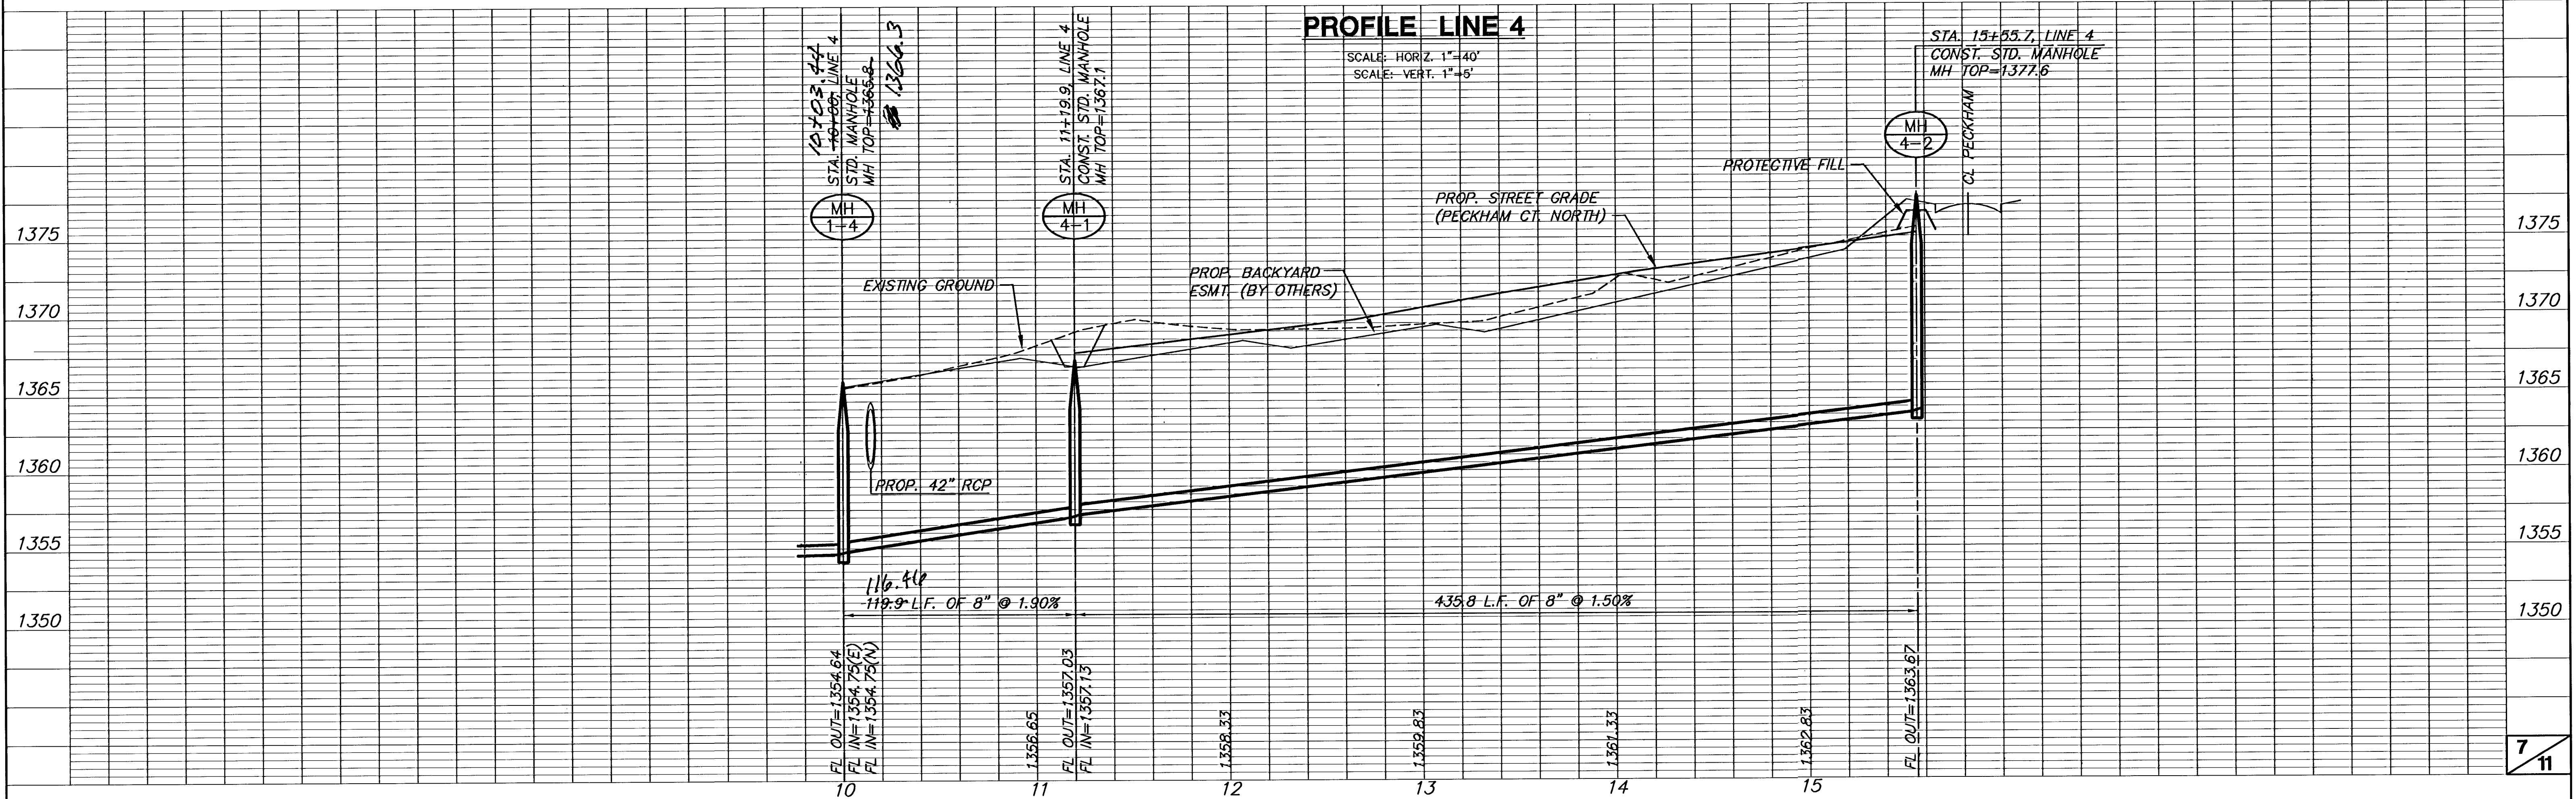 PROFILE LINE 4
SCALE: HORIZ. 1"=40'
SCALE: VERT. 1"=5'
10+03.44
STA. 10+00, LINE 4
STD. MANHOLE
MH TOP=1365.8
1366.3
MH
1-4
STA. 11+19.9, LINE 4
CONST. STD. MANHOLE
MH TOP=1367.1
MH
4-1
STA. 15+55.7, LINE 4
CONST. STD. MANHOLE
MH TOP=1377.6
MH
4-2
CL PECKHAM
PROTECTIVE FILL
PROP. STREET GRADE
(PECKHAM CT. NORTH)
PROP. BACKYARD
ESMT. (BY OTHERS)
EXISTING GROUND
PROP. 42" RCP
1375
1370
1365
1360
1355
1350
1375
1370
1365
1360
1355
1350
116.46
119.9 L.F. OF 8" @ 1.90%
435.8 L.F. OF 8" @ 1.50%
FL OUT=1354.64
FL IN=1354.75(E)
FL IN=1354.75(N)
1356.65
FL OUT=1357.03
FL IN=1357.13
1358.33
1359.83
1361.33
1362.83
FL OUT=1363.67
10
11
12
13
14
15
7
11